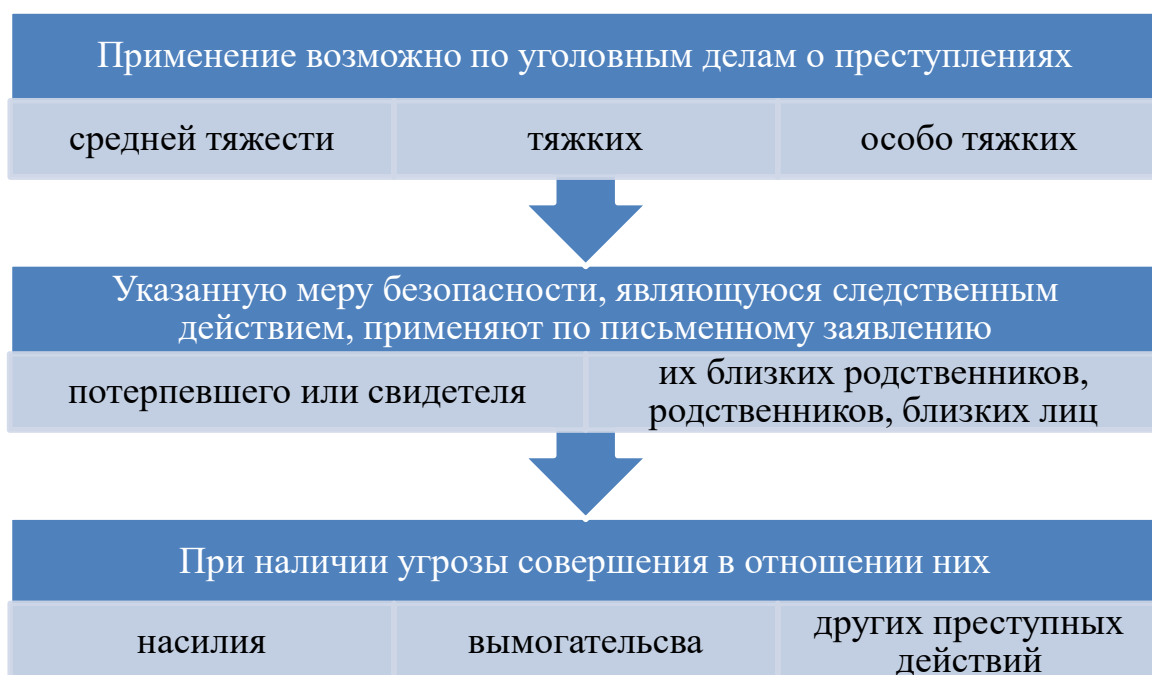 Применение возможно по уголовным делам о преступлениях
средней тяжести
тяжких
особо тяжких
Указанную меру безопасности, являющуюся следственным
действием, применяют по письменному заявлению
потерпевшего или свидетеля
их близких родственников,
родственников, близких лиц
При наличии угрозы совершения в отношении них
насилия
вымогательсва
других преступных
действий